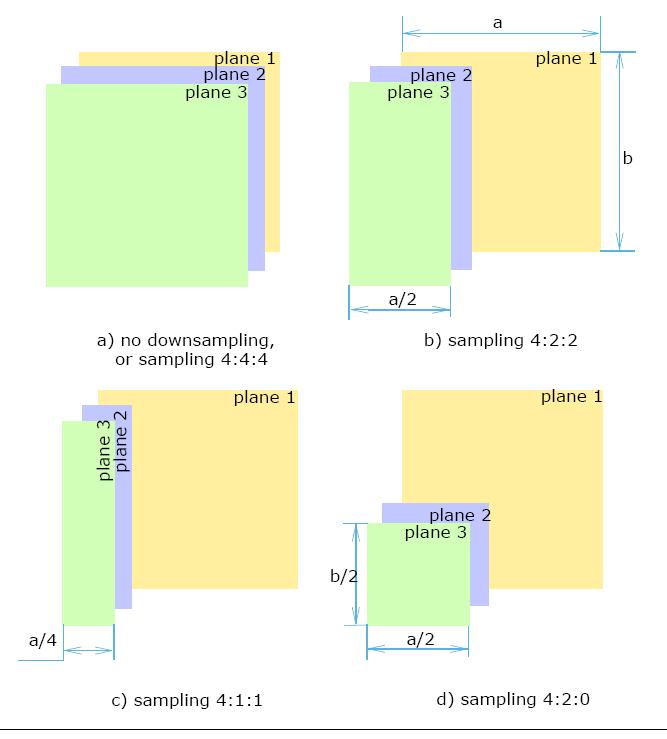 plane 1
plane 2
plane 3
a) no downsampling,
or sampling 4:4:4
a
plane 1
plane 2
plane 3
b
a/2
b) sampling 4:2:2
plane 1
plane 2
plane 3
a/4
c) sampling 4:1:1
plane 1
plane 2
plane 3
b/2
a/2
d) sampling 4:2:0